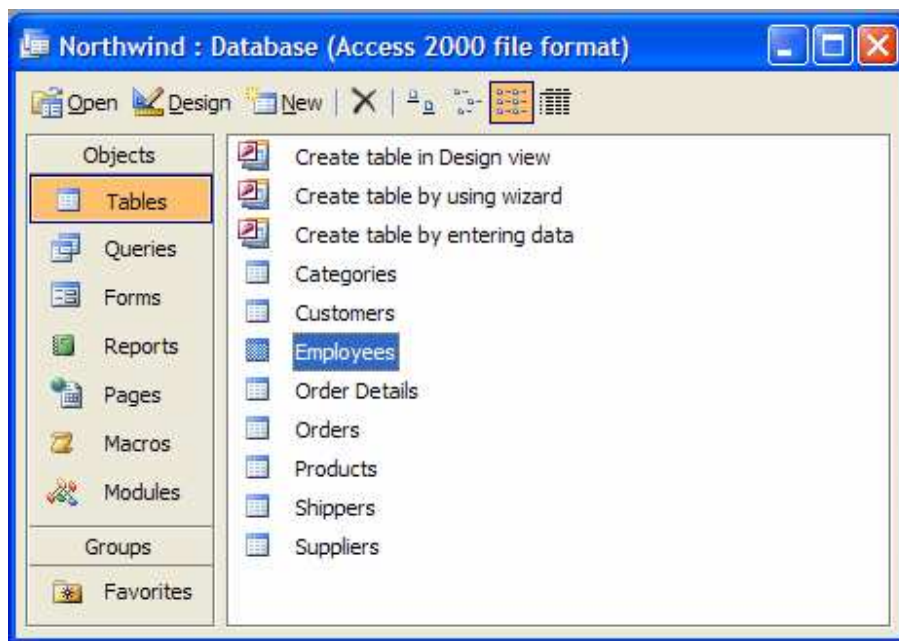 Northwind : Database (Access 2000 file format)
Open Design New
Objects
Tables
Queries
Forms
Reports
Pages
Macros
Modules
Groups
Favorites
Create table in Design view
Create table by using wizard
Create table by entering data
Categories
Customers
Employees
Order Details
Orders
Products
Shippers
Suppliers